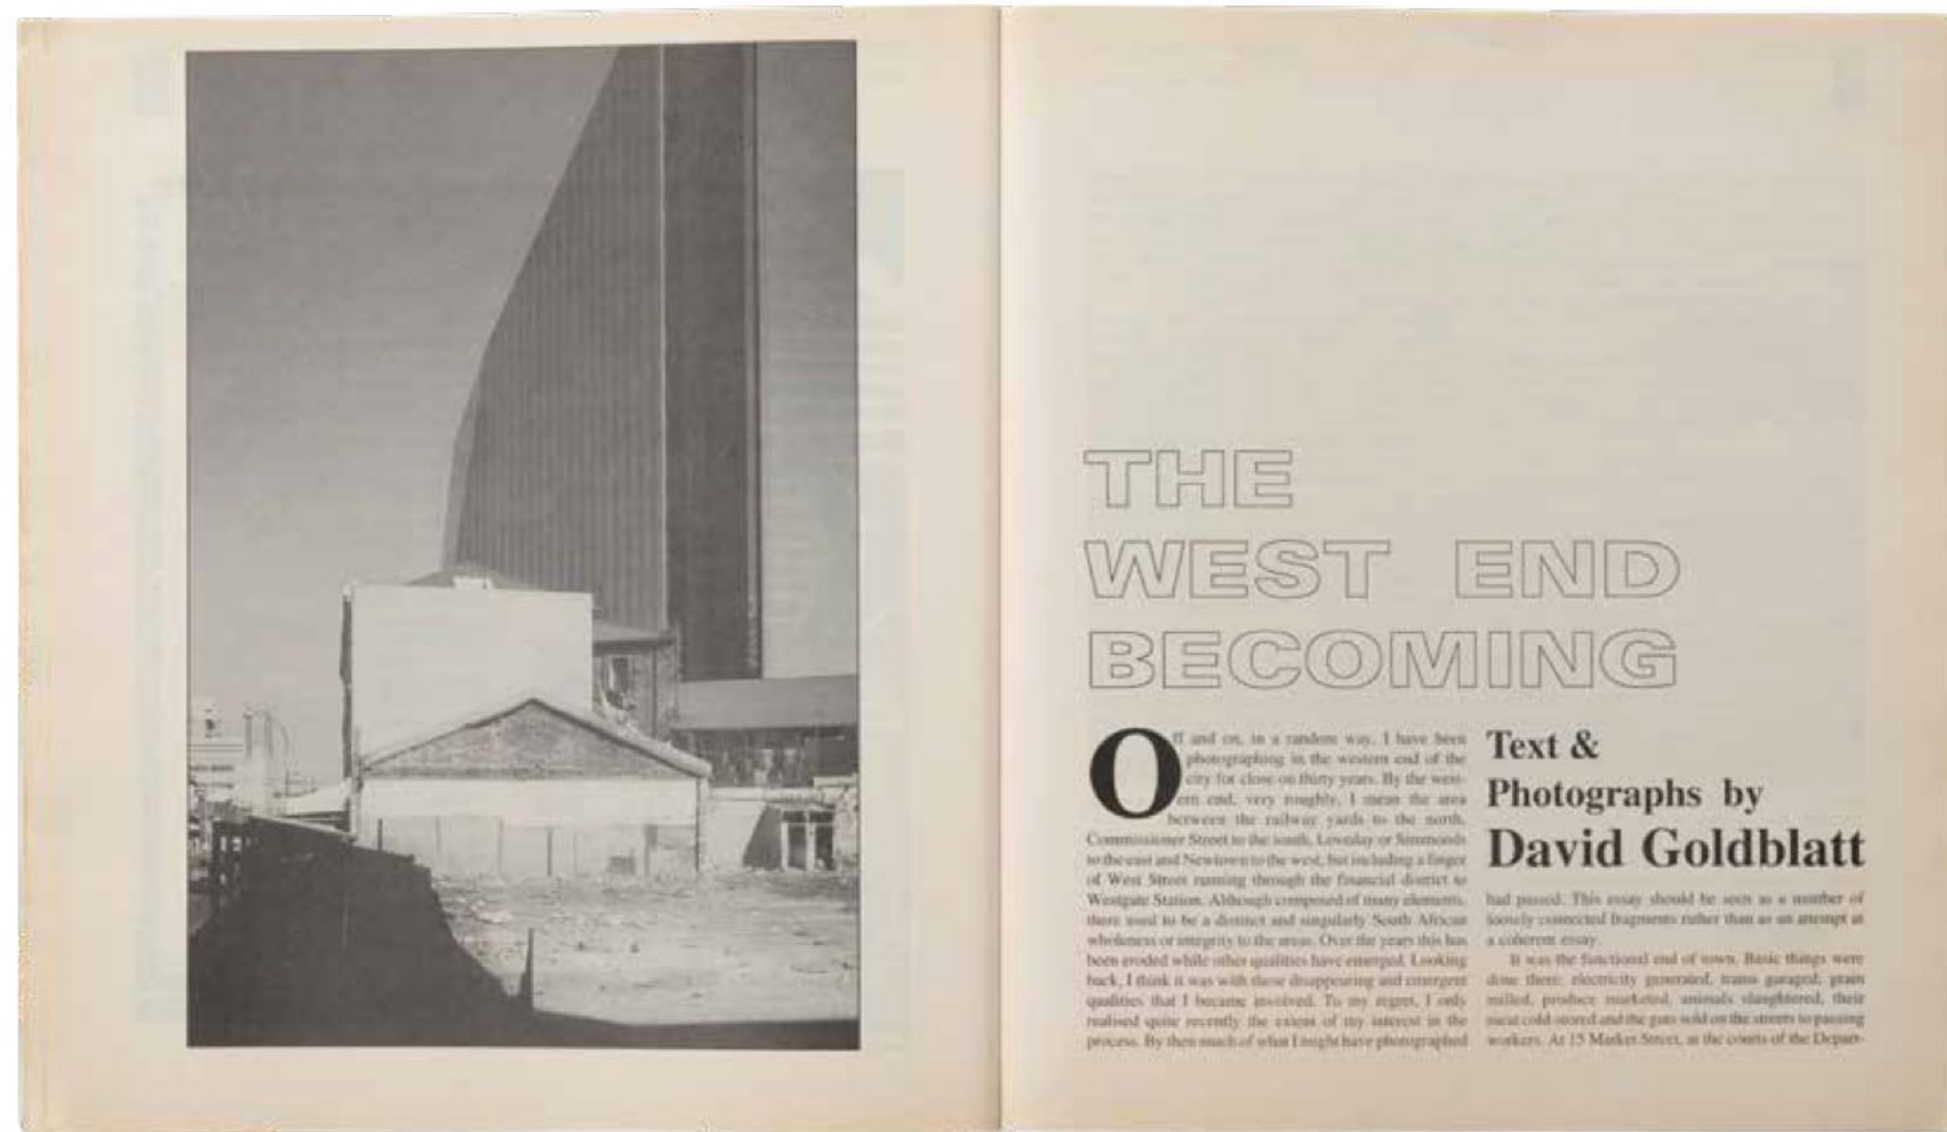 THE
WEST END
BECOMING
Off and on, in a random way, I have been
photographing in the western end of the
city for close on thirty years. By the west-
ern end, very roughly, I mean the area
between the railway yards to the north,
Commissioner Street to the south, Loveday or Simmonds
to the east and Newtown to the west, but including a finger
of West Street running through the financial district to
Westgate Station. Although composed of many elements,
there used to be a distinct and singularly South African
wholeness or integrity to the areas. Over the years this has
been eroded while other qualities have emerged. Looking
back, I think it was with these disappearing and emergent
qualities that I became involved. To my regret, I only
realised quite recently the extent of my interest in the
process. By then much of what I might have photographed
Text &
Photographs by
David Goldblatt
had passed. This essay should be seen as a number of
loosely connected fragments rather than as an attempt at
a coherent essay.
It was the functional end of town. Basic things were
done there: electricity generated, trams garaged, grain
milled, produce marketed, animals slaughtered, their
meat cold-stored and the guts sold on the streets to passing
workers. At 15 Market Street, at the courts of the Depart-